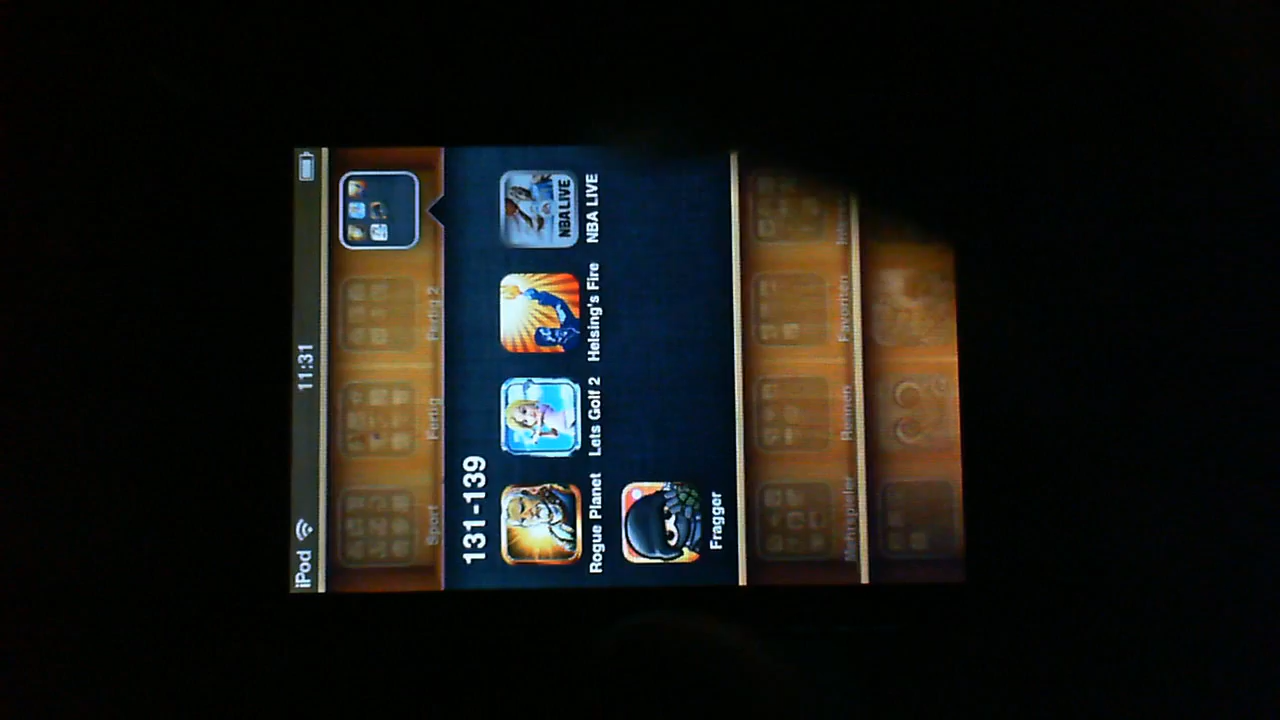 iPod 11:31
Sport Fertig Fertig 2
131-139
NBA LIVE
Rogue Planet Lets Golf 2 Helsing's Fire NBA LIVE
Fragger
Mehrspieler Rennen Favoriten